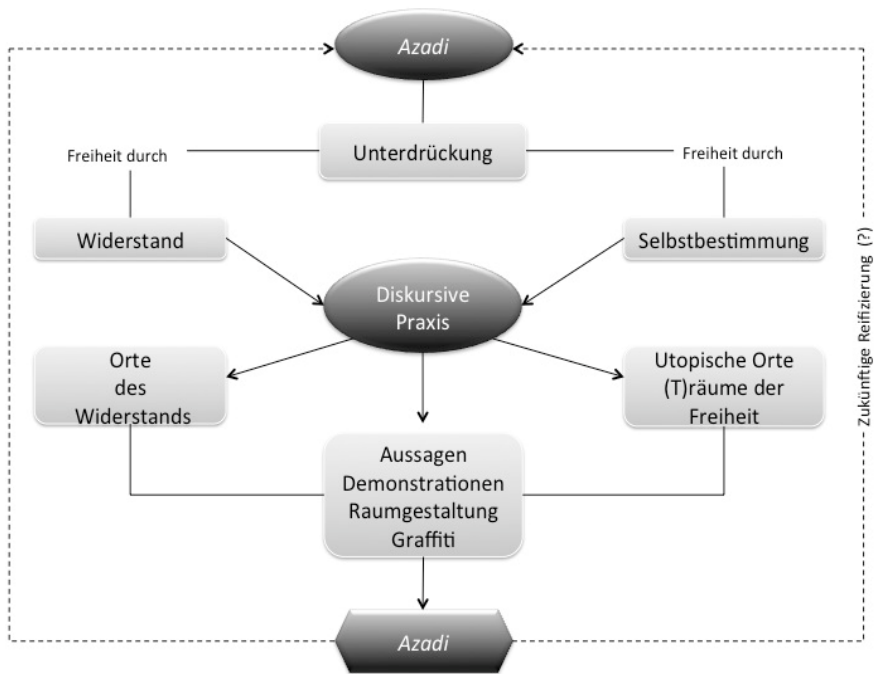 Azadi
Unterdrückung
Freiheit durch
Freiheit durch
Widerstand
Selbstbestimmung
Diskursive
Praxis
Orte
des
Widerstands
Utopische Orte
(T)räume der
Freiheit
Aussagen
Demonstrationen
Raumgestaltung
Graffiti
Azadi
Zukünftige Reifizierung (?)